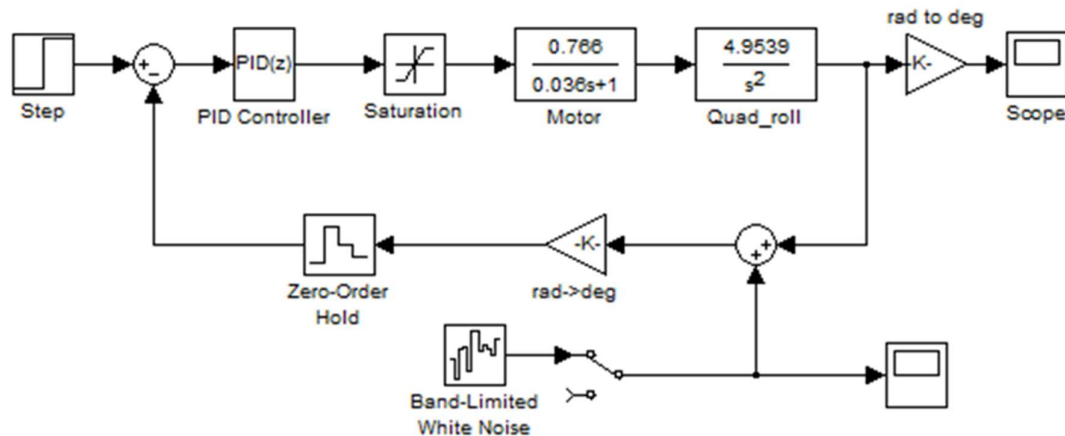 rad to deg
+
−
PID(z)
0.766
0.036s+1
4.9539
s2
K-
Step
PID Controller
Saturation
Motor
Quad_roll
Scope
-K-
+
+
Zero-Order
Hold
rad->deg
Band-Limited
White Noise